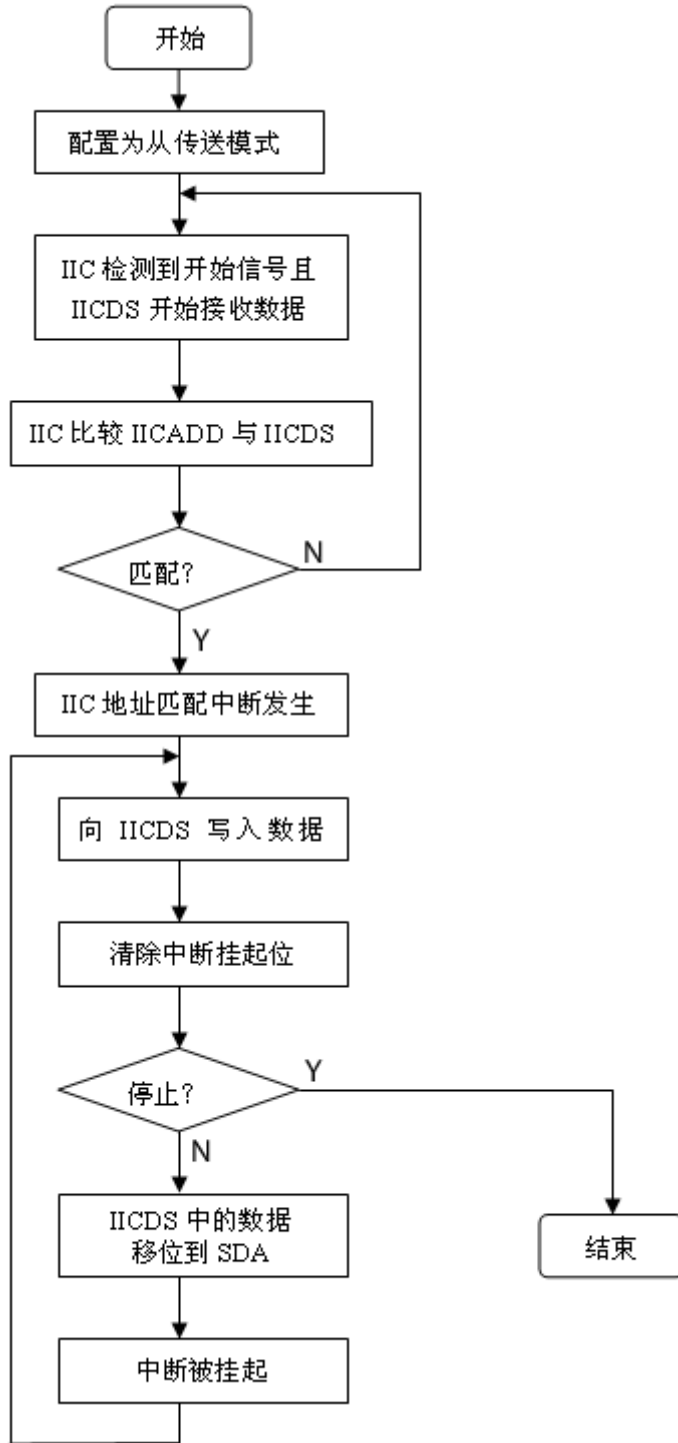 开始
配置为从传送模式
IIC 检测到开始信号且
IICDS 开始接收数据
IIC 比较 IICADD 与 IICDS
匹配?
N
Y
IIC 地址匹配中断发生
向 IICDS 写入数据
清除中断挂起位
停止?
Y
N
IICDS 中的数据
移位到 SDA
结束
中断被挂起